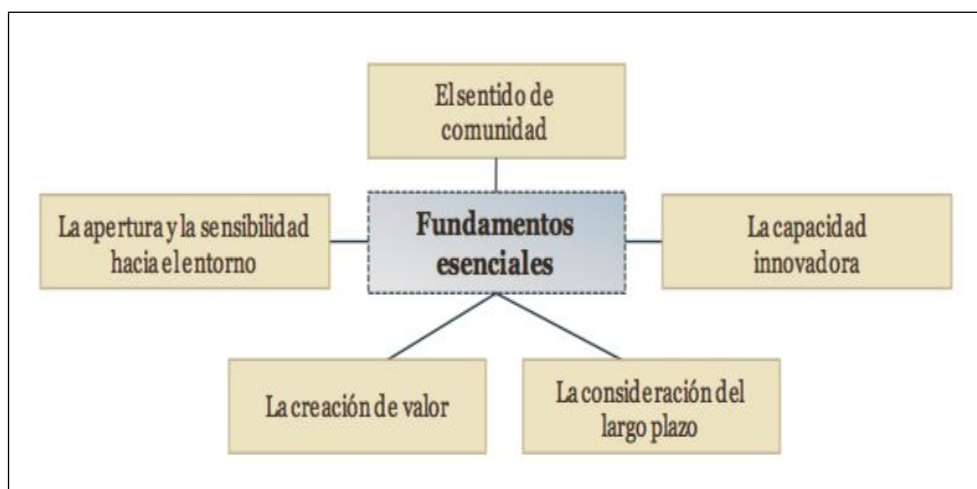 El sentido de
comunidad
La apertura y la sensibilidad
hacia el entorno
Fundamentos
esenciales
La capacidad
innovadora
La creación de valor
La consideración del
largo plazo